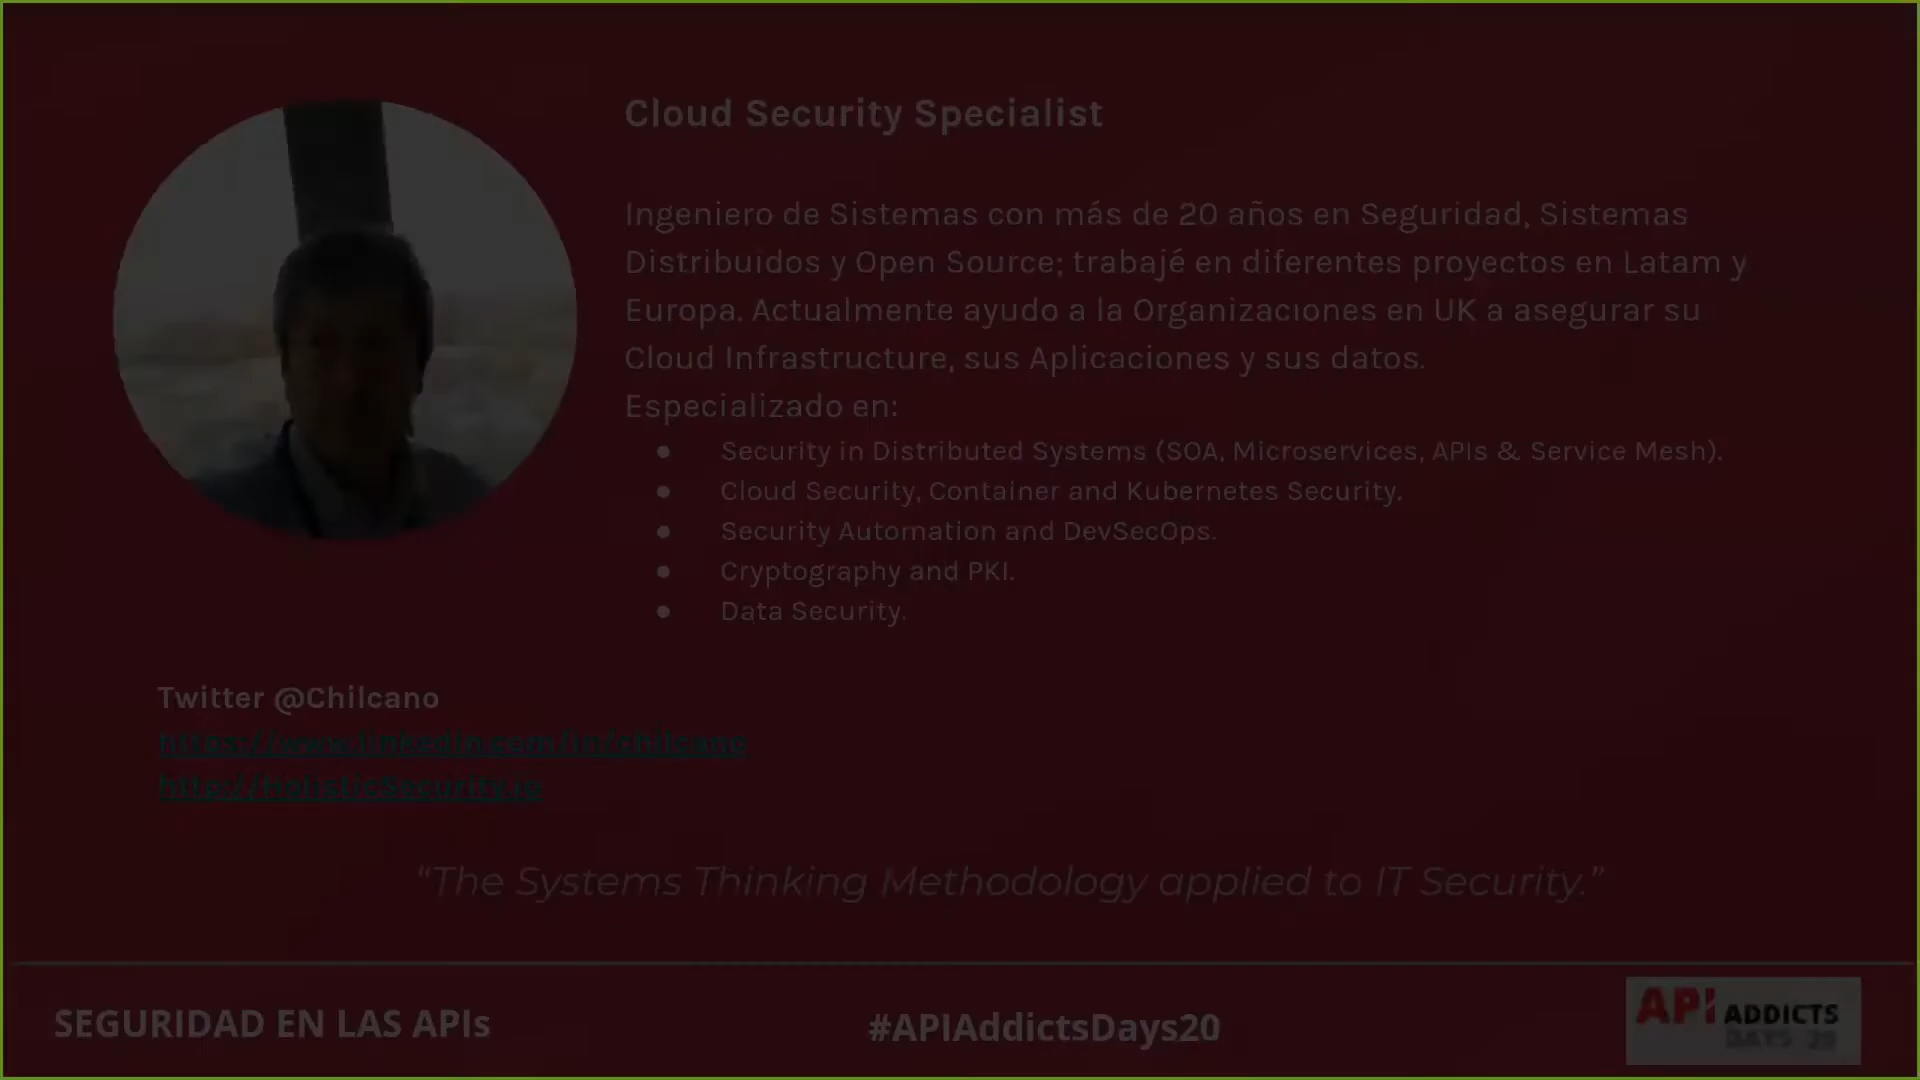 Cloud Security Specialist
Ingeniero de Sistemas con más de 20 años en Seguridad, Sistemas
Distribuidos y Open Source; trabajé en diferentes proyectos en Latam y
Europa. Actualmente ayudo a la Organizaciones en UK a asegurar su
Cloud Infrastructure, sus Aplicaciones y sus datos.
Especializado en:
● Security in Distributed Systems (SOA, Microservices, APIs & Service Mesh).
● Cloud Security, Container and Kubernetes Security.
● Security Automation and DevSecOps.
● Cryptography and PKI.
● Data Security.
Twitter @Chilcano
https://www.linkedin.com/in/chilcano
http://HolisticSecurity.io
“The Systems Thinking Methodology applied to IT Security.”
SEGURIDAD EN LAS APIs
#APIAddictsDays20
API ADDICTS
DAYS 20